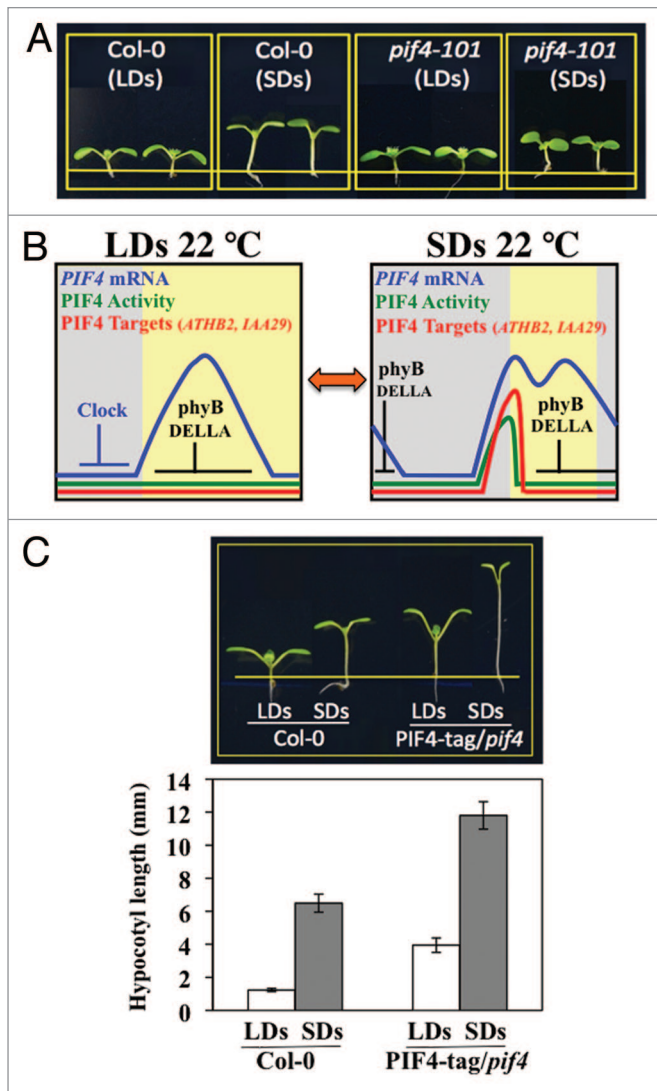 A
Col-0
(LDs)
Col-0
(SDs)
pif4-101
(LDs)
pif4-101
(SDs)
B
LDs 22 °C
SDs 22 °C
PIF4 mRNA
PIF4 Activity
PIF4 Targets (ATHB2, IAA29)
Clock
phyB
DELLA
PIF4 mRNA
PIF4 Activity
PIF4 Targets (ATHB2, IAA29)
phyB
DELLA
phyB
DELLA
C
LDs SDs
Col-0
LDs SDs
PIF4-tag/pif4
Hypocotyl length (mm)
14
12
10
8
6
4
2
0
LDs SDs
Col-0
LDs SDs
PIF4-tag/pif4